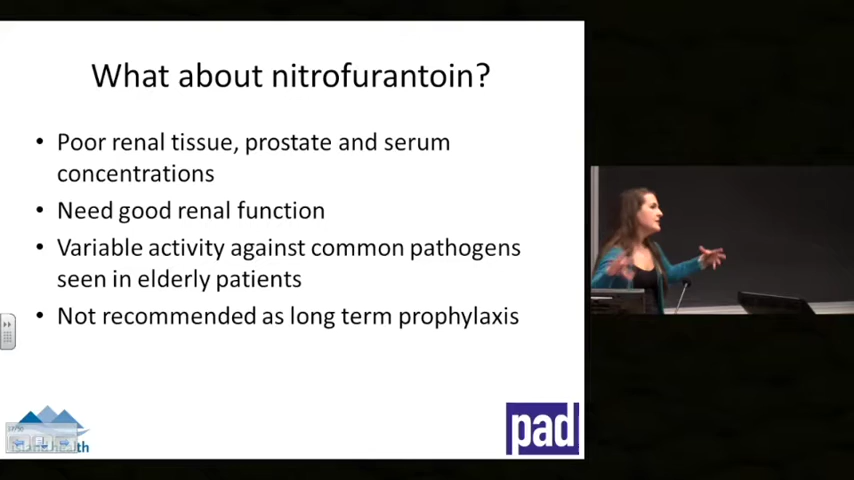 What about nitrofurantoin?
• Poor renal tissue, prostate and serum
concentrations
• Need good renal function
• Variable activity against common pathogens
seen in elderly patients
• Not recommended as long term prophylaxis
pad